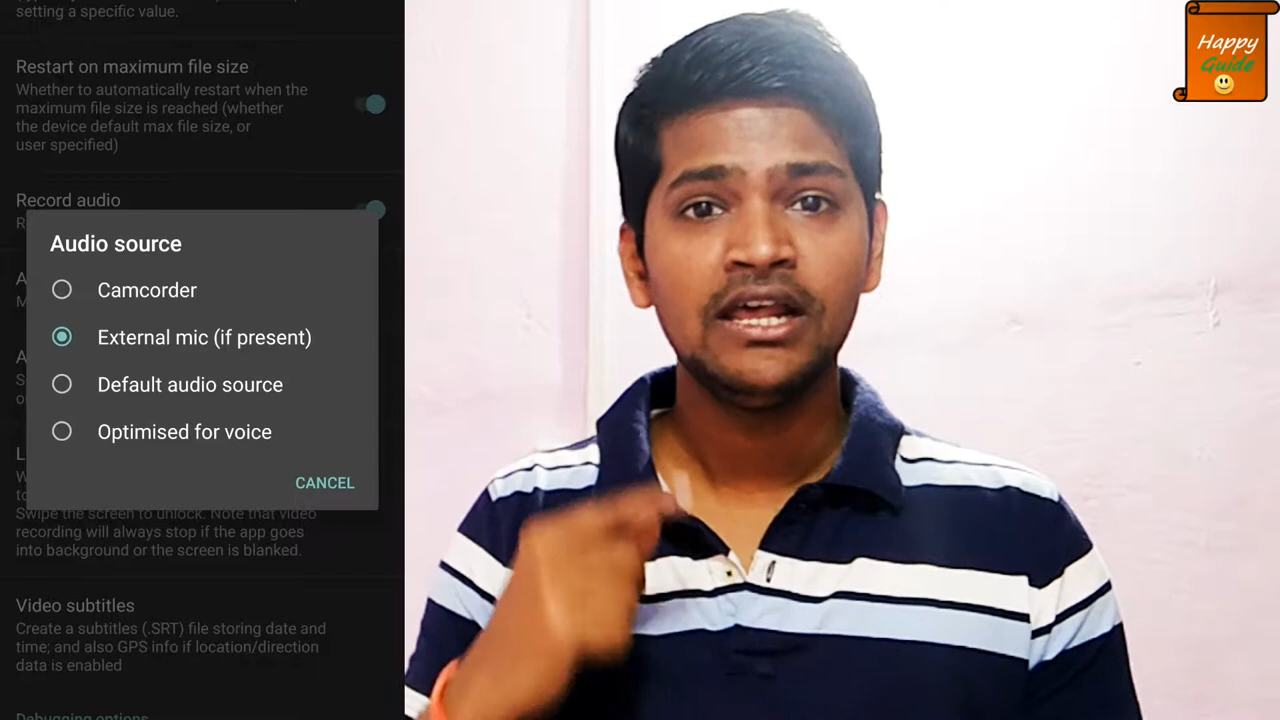 setting a specific value.
Restart on maximum file size
Whether to automatically restart when the
maximum file size is reached (whether
the device default max file size, or
user specified)
Record audio
R
Audio source
Camcorder
A
M
External mic (if present)
A
Default audio source
S
o
Optimised for voice
L
W
CANCEL
to
Swipe the screen to unlock. Note that video
recording will always stop if the app goes
into background or the screen is blanked.
Video subtitles
Create a subtitles (.SRT) file storing date and
time; and also GPS info if location/direction
data is enabled
Debugging options
Happy
Guide